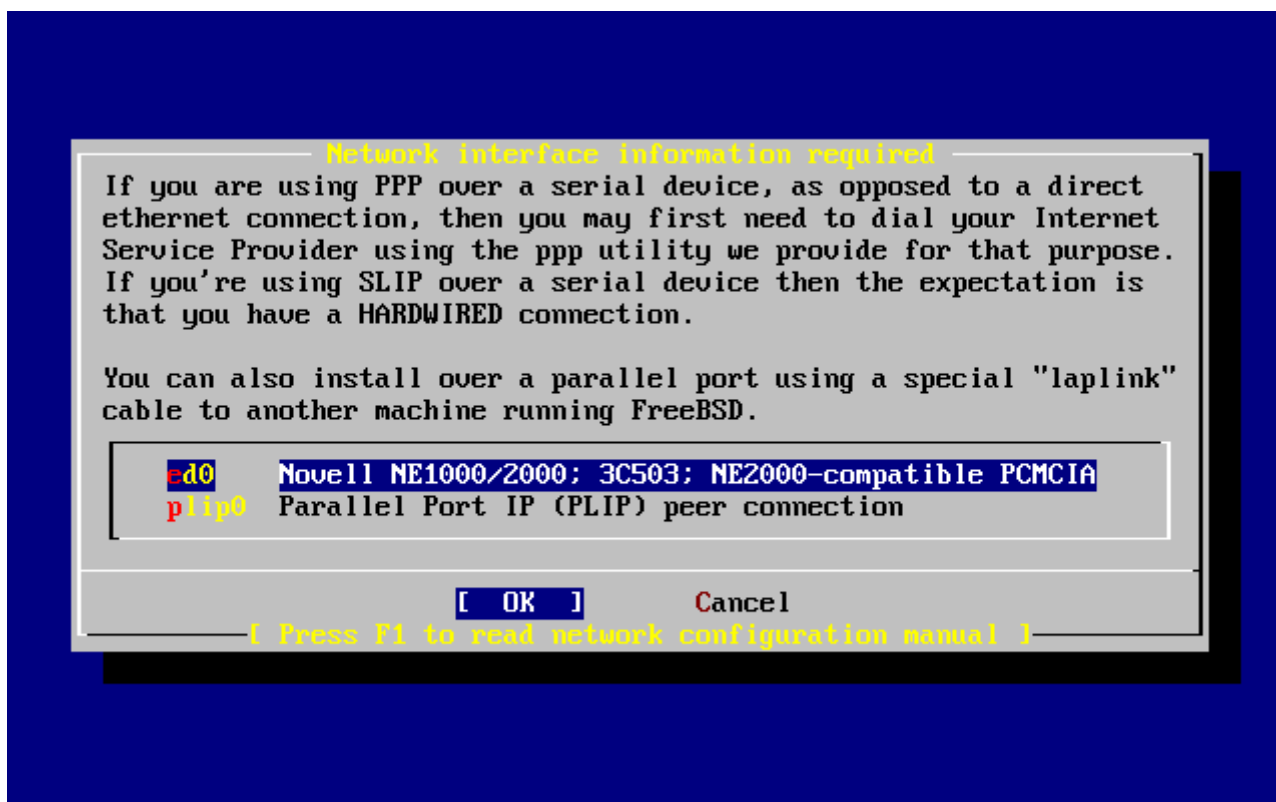 Network interface information required
If you are using PPP over a serial device, as opposed to a direct
ethernet connection, then you may first need to dial your Internet
Service Provider using the ppp utility we provide for that purpose.
If you're using SLIP over a serial device then the expectation is
that you have a HARDWIRED connection.
You can also install over a parallel port using a special "laplink"
cable to another machine running FreeBSD.
ed0 Novell NE1000/2000; 3C503; NE2000-compatible PCMCIA
plip0 Parallel Port IP (PLIP) peer connection
[ OK ] Cancel
[ Press F1 to read network configuration manual ]